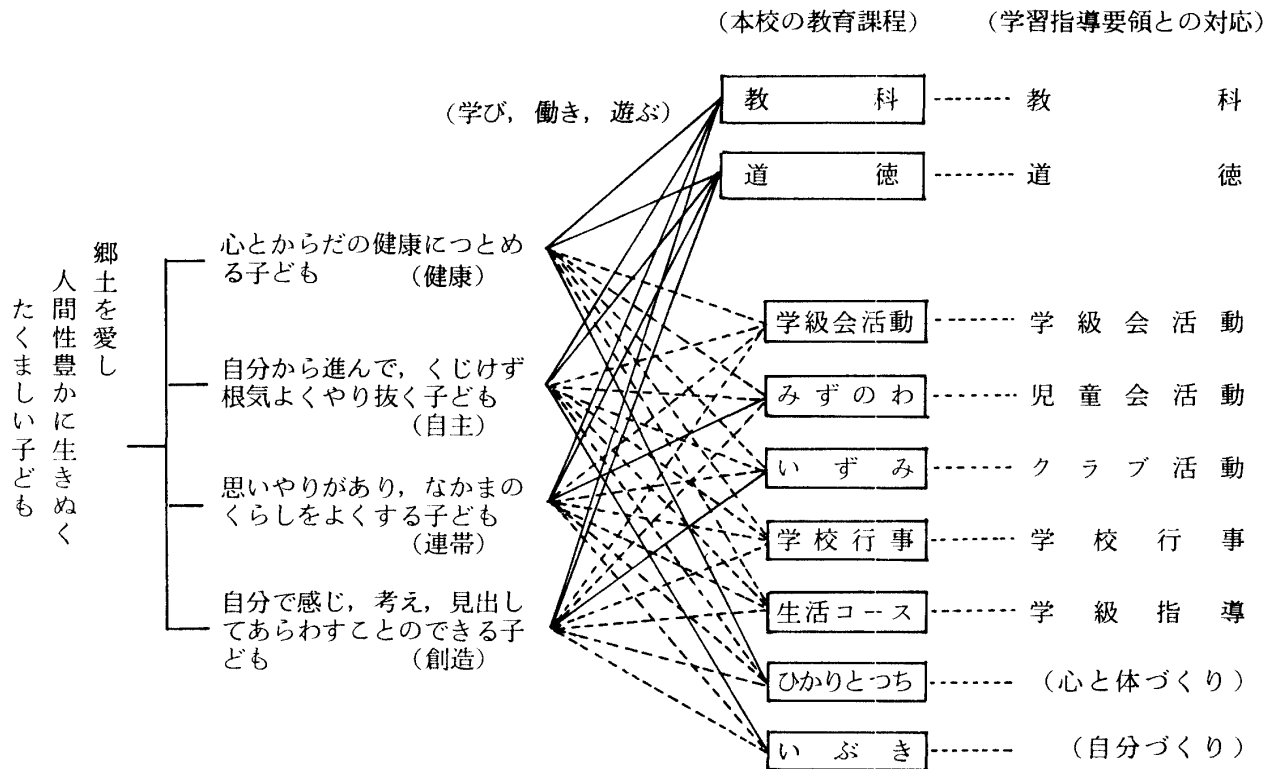 (本校の教育課程) (学習指導要領との対応)
(学び, 働き, 遊ぶ)
教科 教科
道徳 道徳
郷土を愛し
人間性豊かに生きぬく
たくましい子ども
心とからだの健康につとめ
る子ども (健康)
自分から進んで, くじけず
根気よくやり抜く子ども
(自主)
思いやりがあり, なかまの
くらしをよくする子ども
(連帯)
自分で感じ, 考え, 見出し
てあらわすことのできる子
ども (創造)
学級会活動 学級会活動
みずのわ 児童会活動
いずみ クラブ活動
学校行事 学校行事
生活コース 学級指導
ひかりとつち (心と体づくり)
いぶき (自分づくり)